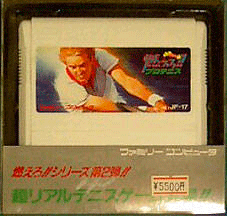 燃えろ!!
プロテニス
JF-17
ファミリー コンピュータ
燃えろ!!シリーズ第2弾!!
超リアルテニスゲーム
¥5500円